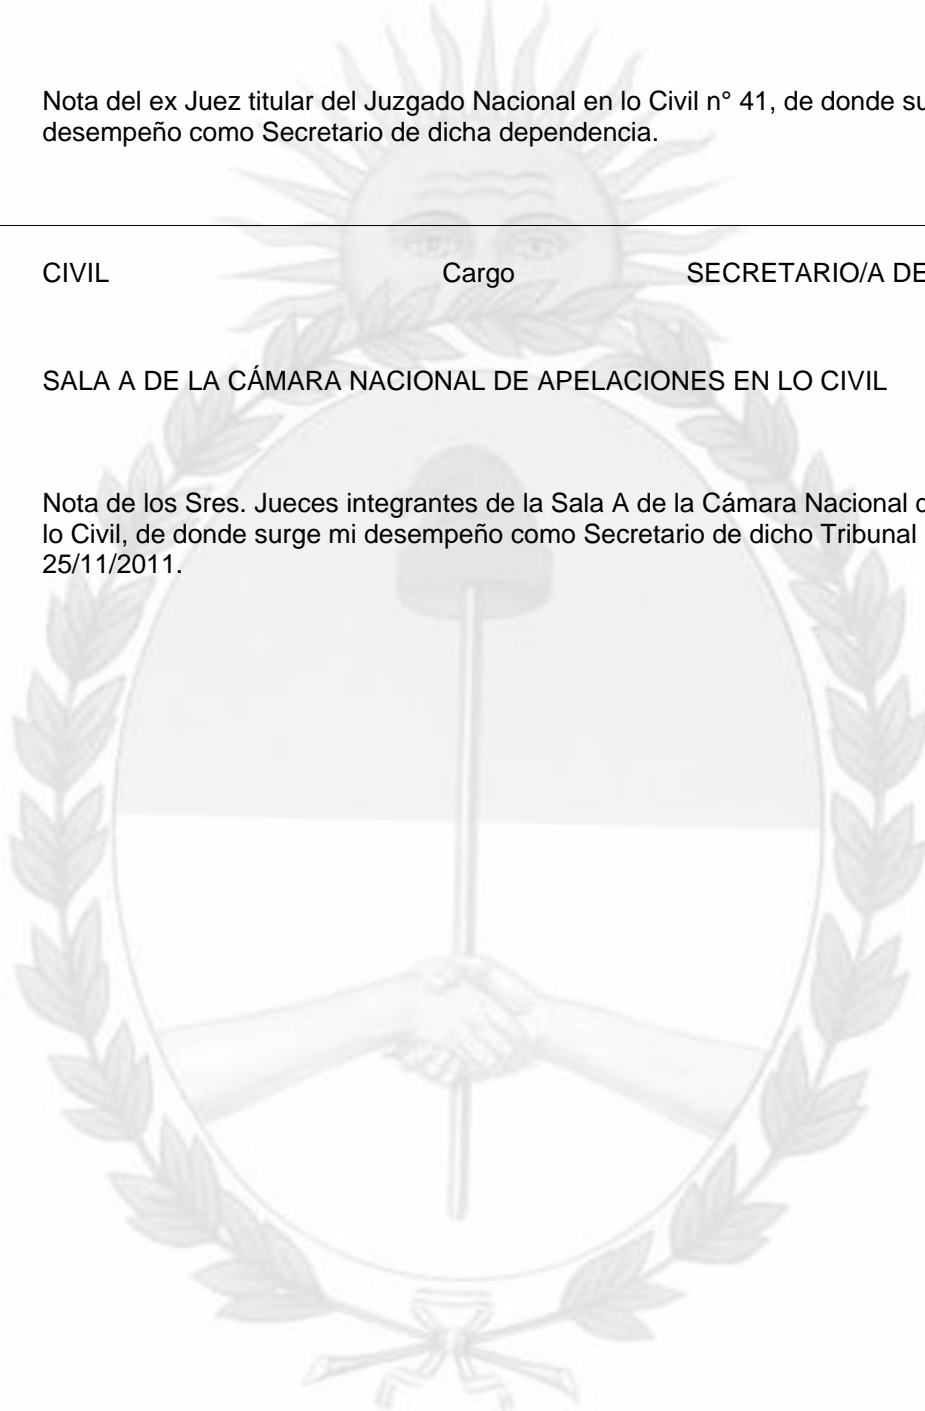 Nota del ex Juez titular del Juzgado Nacional en lo Civil n° 41, de donde su
desempeño como Secretario de dicha dependencia.
CIVIL Cargo SECRETARIO/A DE
SALA A DE LA CÁMARA NACIONAL DE APELACIONES EN LO CIVIL
Nota de los Sres. Jueces integrantes de la Sala A de la Cámara Nacional
lo Civil, de donde surge mi desempeño como Secretario de dicho Tribunal
25/11/2011.